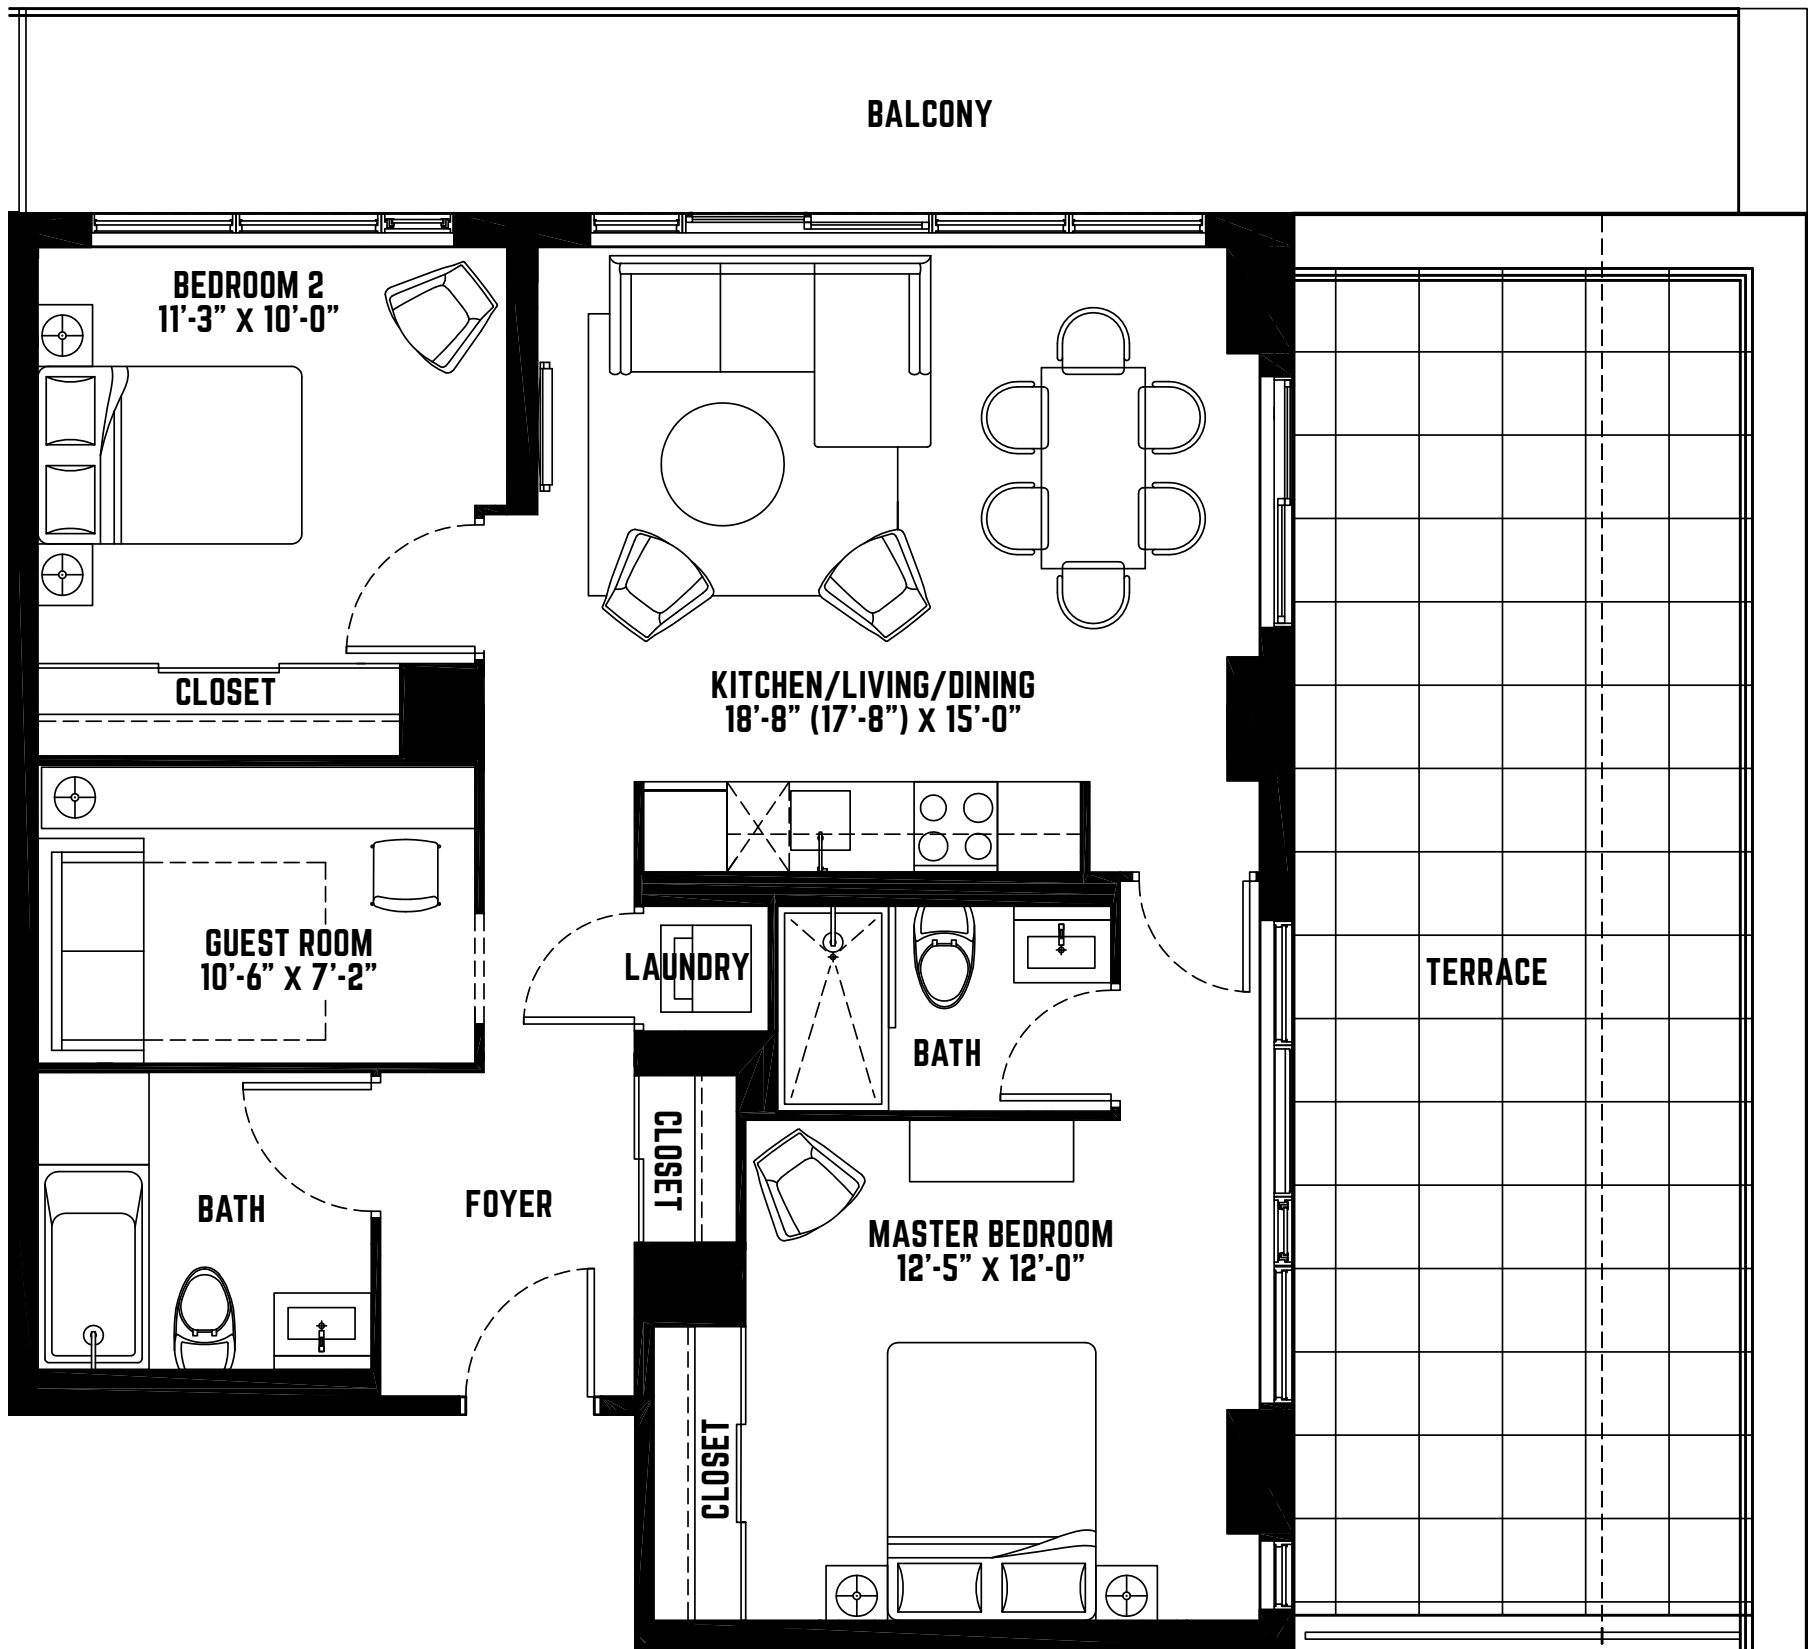 BALCONY
BEDROOM 2
11'-3" X 10'-0"
CLOSET
KITCHEN/LIVING/DINING
18'-8" (17'-8") X 15'-0"
GUEST ROOM
10'-6" X 7'-2"
LAUNDRY
TERRACE
BATH
CLOSET
BATH
FOYER
MASTER BEDROOM
12'-5" X 12'-0"
CLOSET